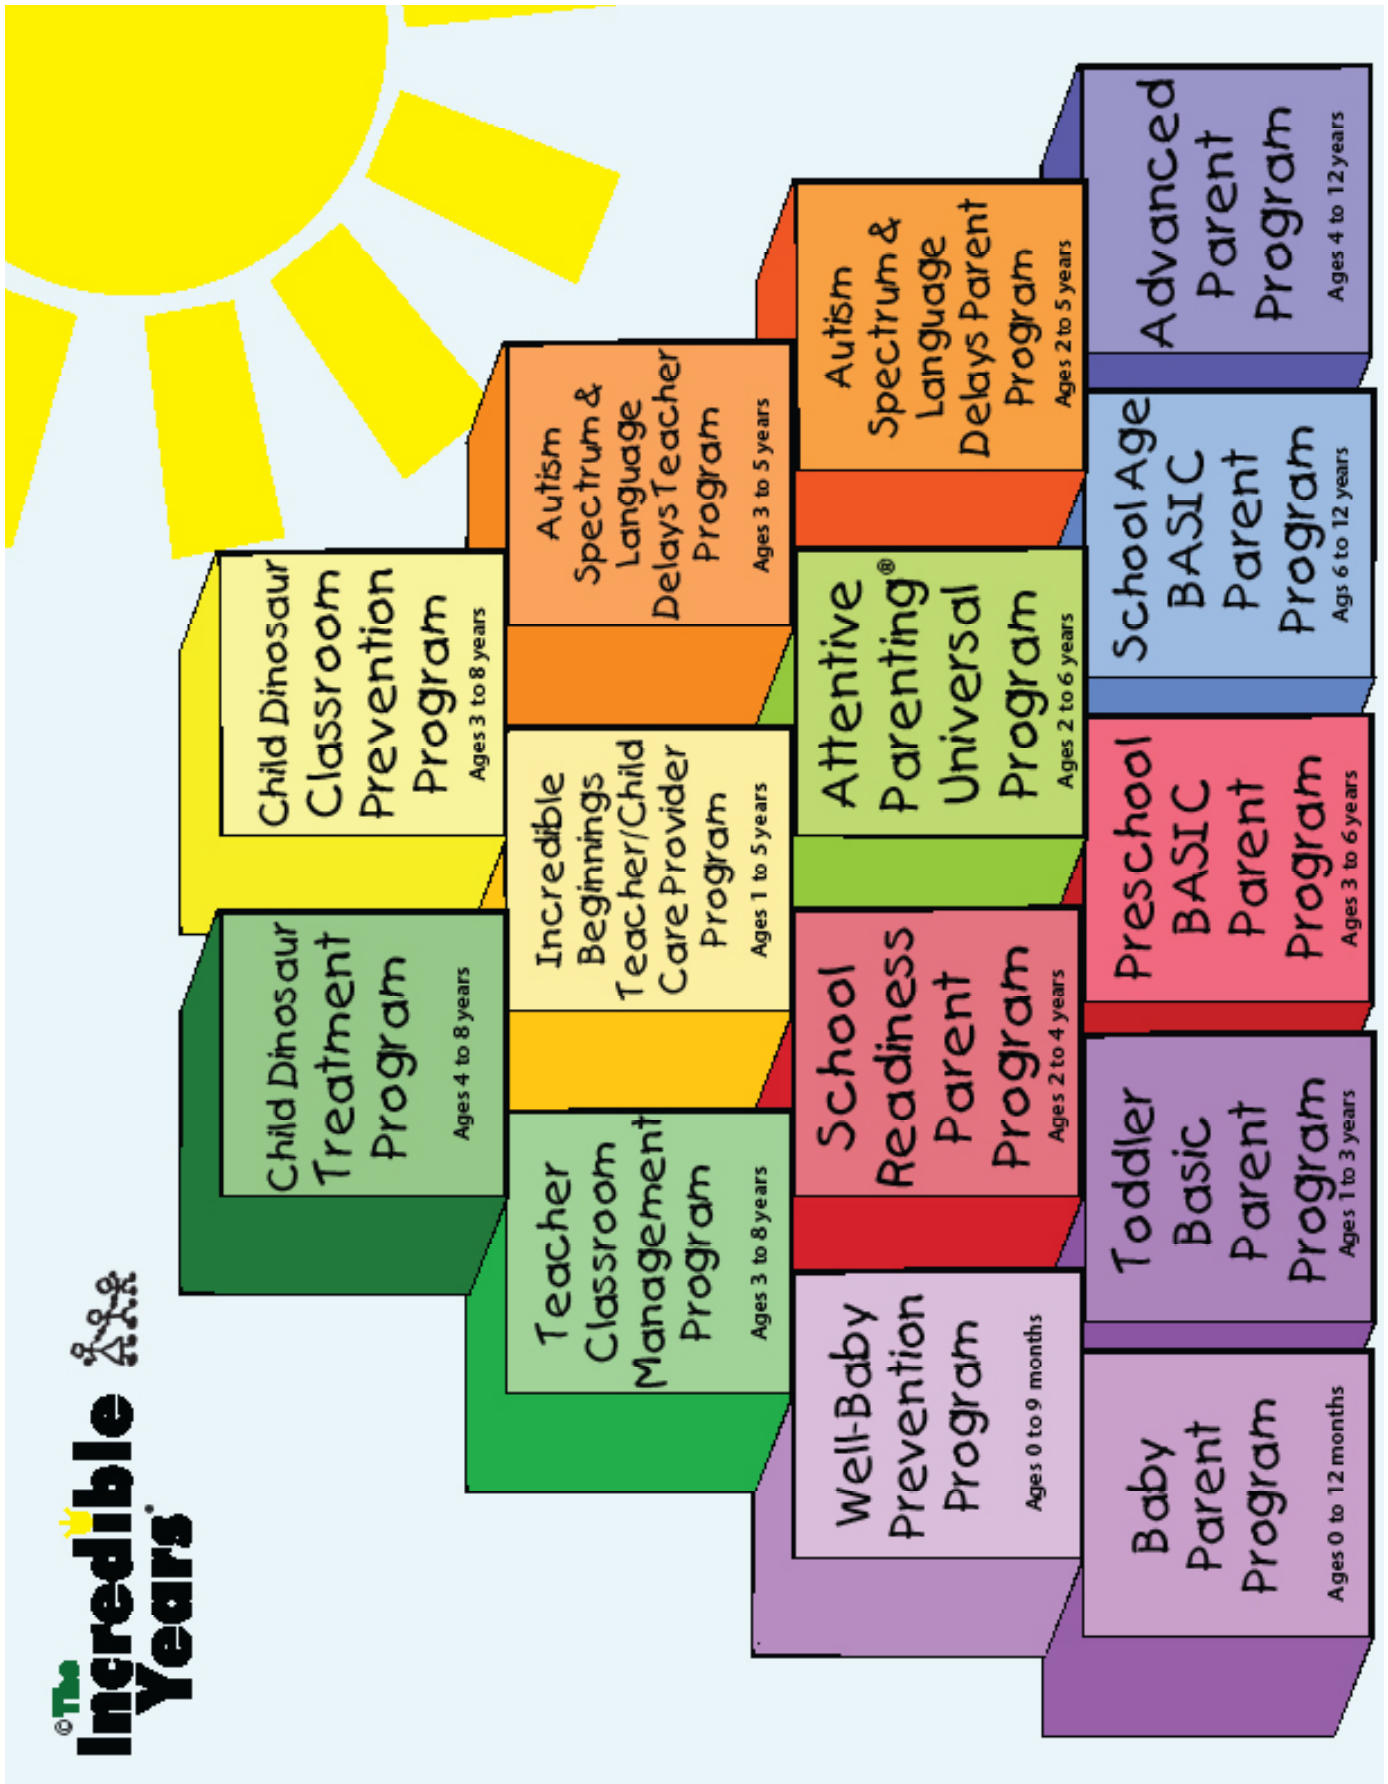 ©The
Incredible
Years®
Child Dinosaur
Treatment
Program
Ages 4 to 8 years
Child Dinosaur
Classroom
Prevention
Program
Ages 3 to 8 years
Teacher
Classroom
Management
Program
Ages 3 to 8 years
Incredible
Beginnings
Teacher/Child
Care Provider
Program
Ages 1 to 5 years
Autism
Spectrum &
Language
Delays Teacher
Program
Ages 3 to 5 years
Well-Baby
Prevention
Program
Ages 0 to 9 months
School
Readiness
Parent
Program
Ages 2 to 4 years
Attentive
Parenting®
Universal
Program
Ages 2 to 6 years
Autism
Spectrum &
Language
Delays Parent
Program
Ages 2 to 5 years
Baby
Parent
Program
Ages 0 to 12 months
Toddler
Basic
Parent
Program
Ages 1 to 3 years
Preschool
BASIC
Parent
Program
Ages 3 to 6 years
School Age
BASIC
Parent
Program
Ags 6 to 12 years
Advanced
Parent
Program
Ages 4 to 12 years